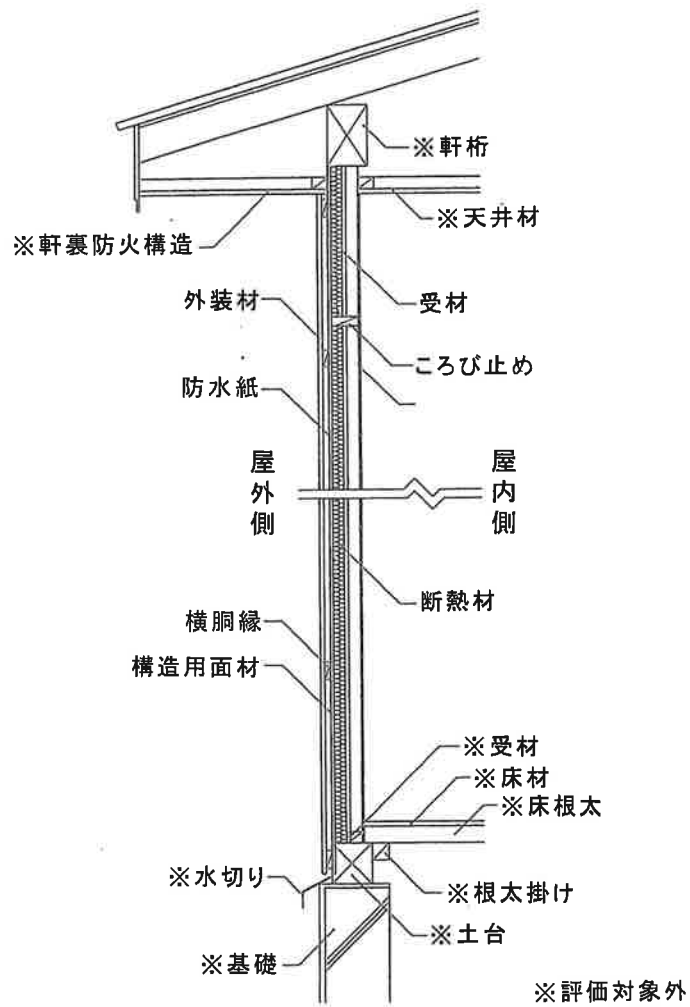 ※軒桁
※天井材
※軒裏防火構造
外装材
受材
ころび止め
防水紙
屋外側
屋内側
断熱材
横胴縁
構造用面材
※受材
※床材
※床根太
※水切り
※根太掛け
※土台
※基礎
※評価対象外